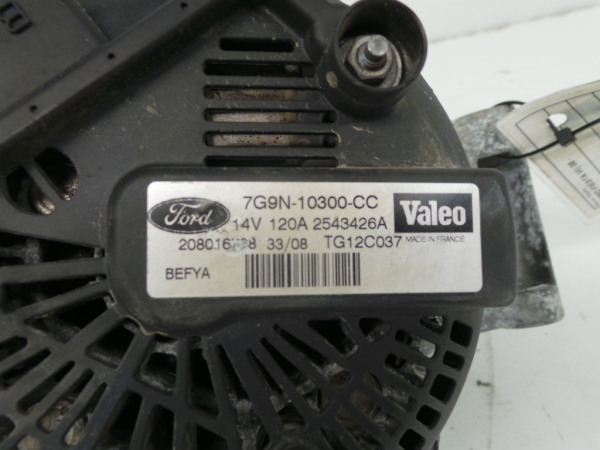 7G9N-10300-CC
Ford 14V 120A 2543426A Valeo
33/08 TG12C037 MADE IN FRANCE
BEFYA